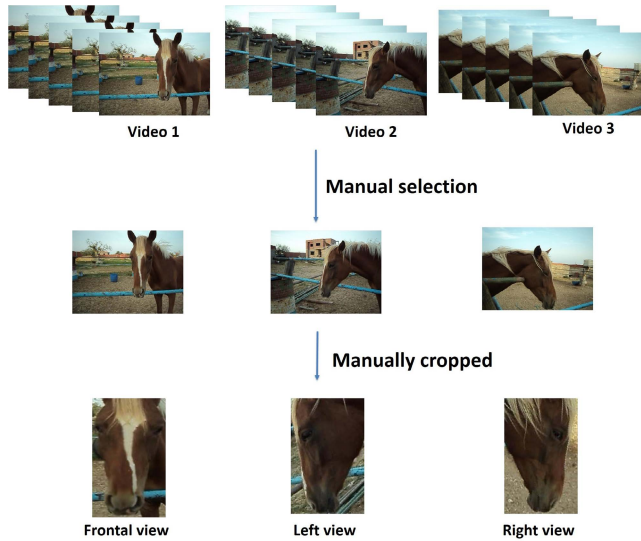 Video 1
Video 2
Video 3
Manual selection
Manually cropped
Frontal view
Left view
Right view